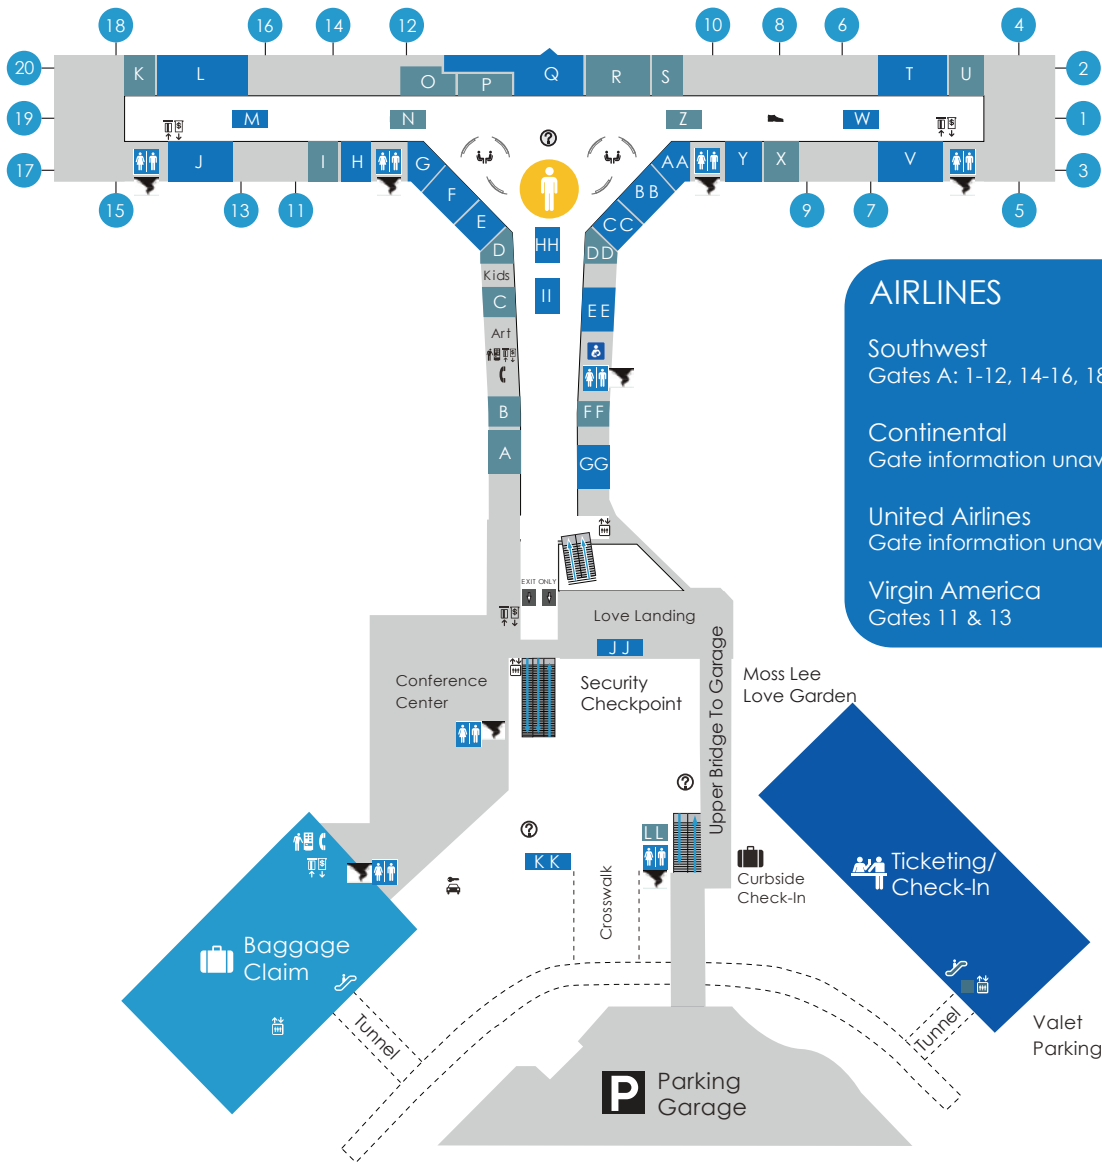 18
16
14
12
10
8
6
4
20
K
L
O
P
Q
R
S
T
U
2
19
M
N
Z
W
1
17
J
I
H
G
F
E
AA
BB
CC
Y
X
V
3
15
13
11
9
7
5
D
HH
DD
Kids
C
II
EE
Art
B
FF
A
GG
AIRLINES
Southwest
Gates A: 1-12, 14-16, 18
Continental
Gate information unav
United Airlines
Gate information unav
Virgin America
Gates 11 & 13
EXIT ONLY
Love Landing
JJ
Conference
Center
Security
Checkpoint
Upper Bridge To Garage
Moss Lee
Love Garden
LL
KK
Crosswalk
Curbside
Check-In
Ticketing/
Check-In
Baggage
Claim
Tunnel
Tunnel
Valet
Parking
P
Parking
Garage